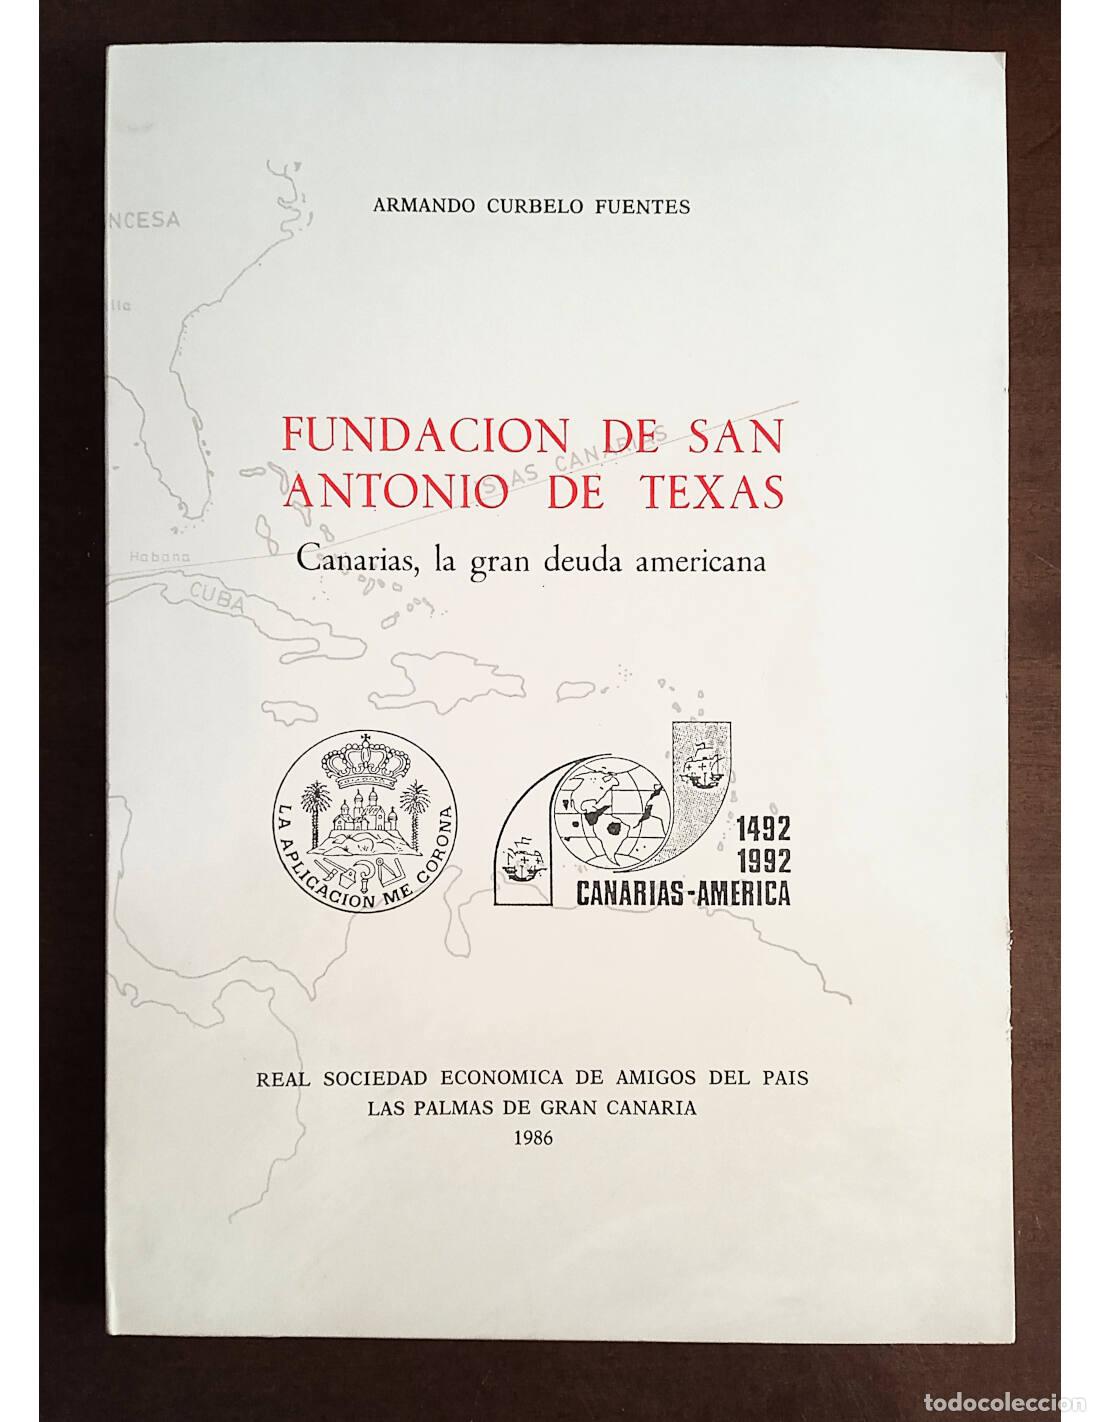 ARMANDO CURBELO FUENTES
NCESA
FUNDACION DE SAN
ANTONIO DE TEXAS
ISLAS CANARIAS
Canarias, la gran deuda americana
Habana
CUBA
LA APLICACION ME CORONA
1492
1992
CANARIAS-AMERICA
REAL SOCIEDAD ECONOMICA DE AMIGOS DEL PAIS
LAS PALMAS DE GRAN CANARIA
1986
todocoleccion